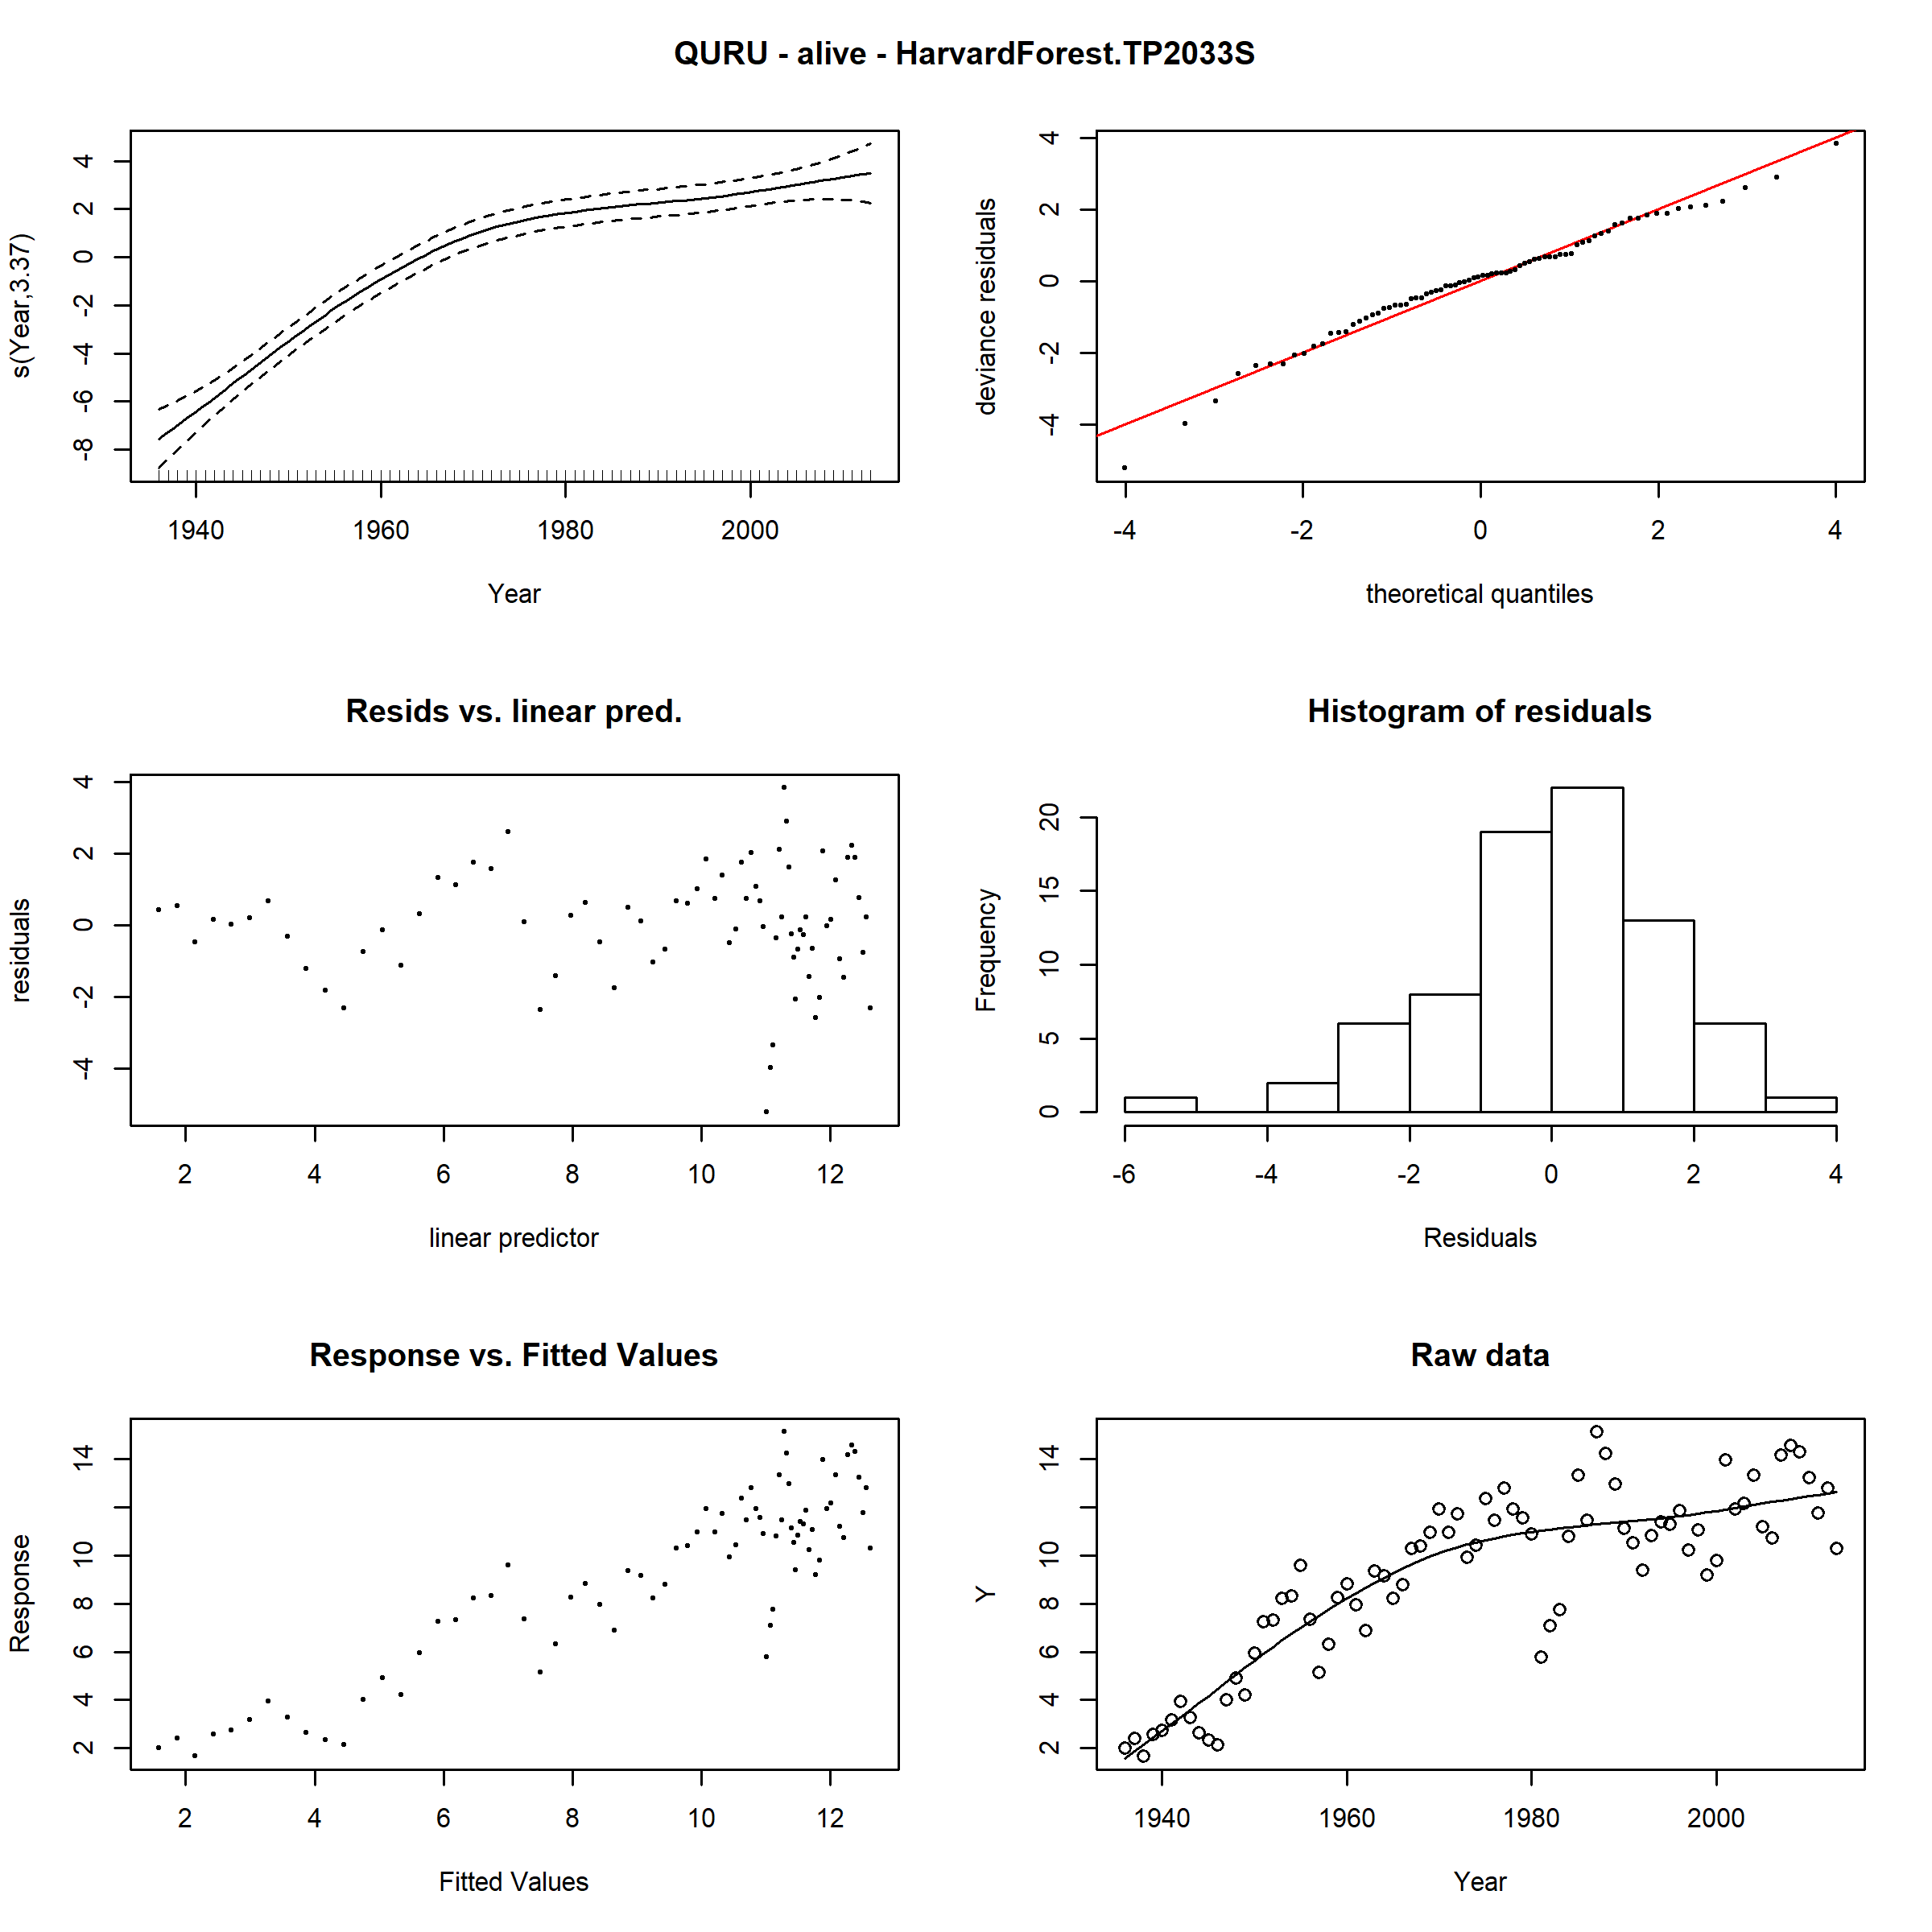 QURU - alive - HarvardForest.TP2033S
s(Year,3.37)
4
2
0
-2
-4
-6
-8
1940 1960 1980 2000
Year
deviance residuals
4
2
0
-2
-4
-4 -2 0 2 4
theoretical quantiles
Resids vs. linear pred.
residuals
4
2
0
-2
-4
2 4 6 8 10 12
linear predictor
Histogram of residuals
Frequency
20
15
10
5
0
-6 -4 -2 0 2 4
Residuals
Response vs. Fitted Values
Response
14
10
8
6
4
2
2 4 6 8 10 12
Fitted Values
Raw data
Y
14
10
8
6
4
2
1940 1960 1980 2000
Year